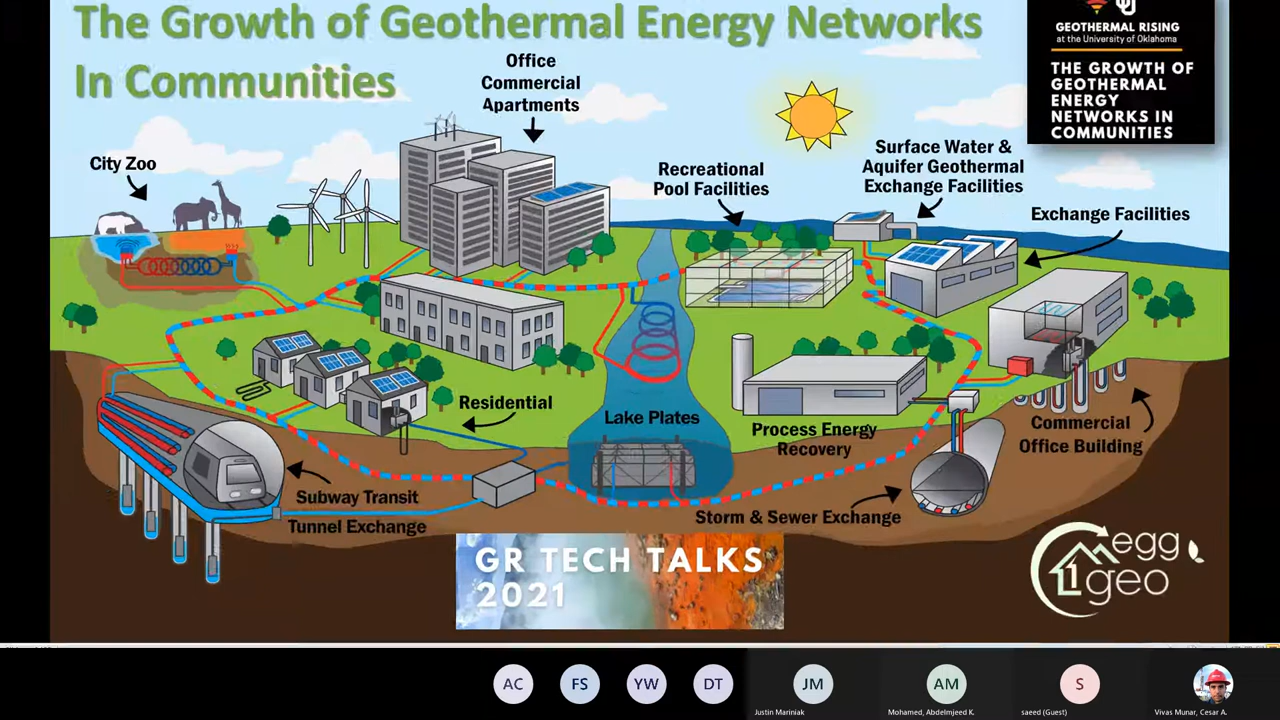 The Growth of Geothermal Energy Networks
In Communities
GEOTHERMAL RISING
at the University of Oklahoma
THE GROWTH OF
GEOTHERMAL
ENERGY
NETWORKS IN
COMMUNITIES
Office
Commercial
Apartments
City Zoo
Recreational
Pool Facilities
Surface Water &
Aquifer Geothermal
Exchange Facilities
Exchange Facilities
Residential
Lake Plates
Process Energy
Recovery
Commercial
Office Building
Subway Transit
Tunnel Exchange
Storm & Sewer Exchange
GR TECH TALKS
2021
egg
geo
AC
FS
YW
DT
JM
AM
S
Justin Mariniak
Mohamed, Abdelmjeed K.
saeed (Guest)
Vivas Munar, Cesar A.